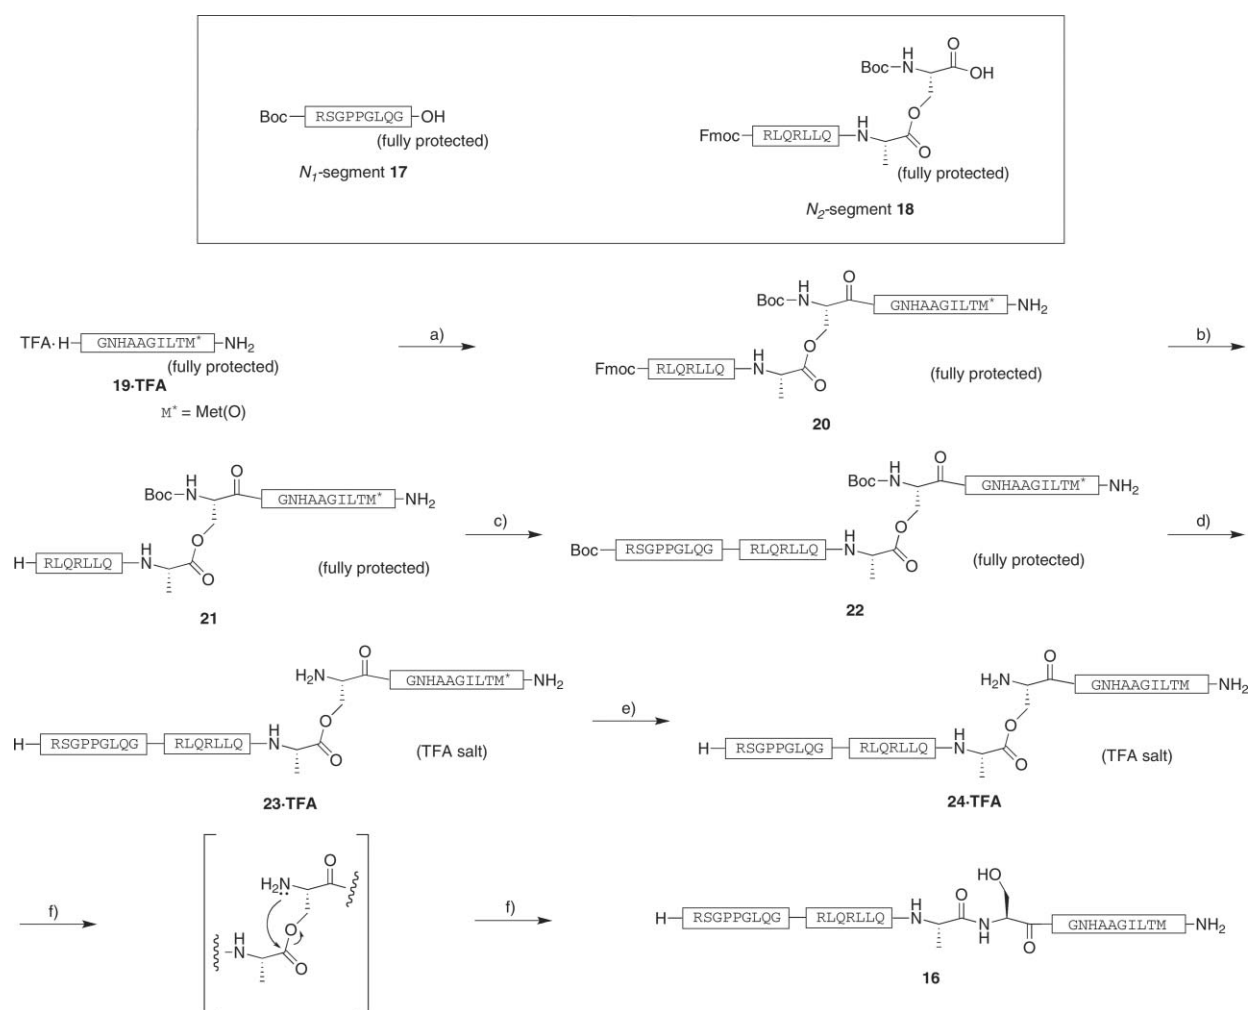 Boc
H
N
O
OH
O
Boc
RSGPPGLQG
OH
(fully protected)
Fmoc
RLQRLLQ
H
N
O
(fully protected)
N1-segment 17
N2-segment 18
TFA·H
GNHAAGILTM*
NH2
(fully protected)
19·TFA
M* = Met(O)
a)
Boc
H
N
O
GNHAAGILTM*
NH2
O
Fmoc
RLQRLLQ
H
N
O
(fully protected)
20
b)
Boc
H
N
O
GNHAAGILTM*
NH2
O
H
RLQRLLQ
H
N
O
(fully protected)
21
c)
Boc
H
N
O
GNHAAGILTM*
NH2
O
Boc
RSGPPGLQG
RLQRLLQ
H
N
O
(fully protected)
22
d)
H2N
O
GNHAAGILTM*
NH2
O
H
RSGPPGLQG
RLQRLLQ
H
N
O
(TFA salt)
23·TFA
e)
H2N
O
GNHAAGILTM
NH2
O
H
RSGPPGLQG
RLQRLLQ
H
N
O
(TFA salt)
24·TFA
f)
H2N
O
O
H
N
O
f)
HO
H
RSGPPGLQG
RLQRLLQ
H
N
O
N
H
O
GNHAAGILTM
NH2
16